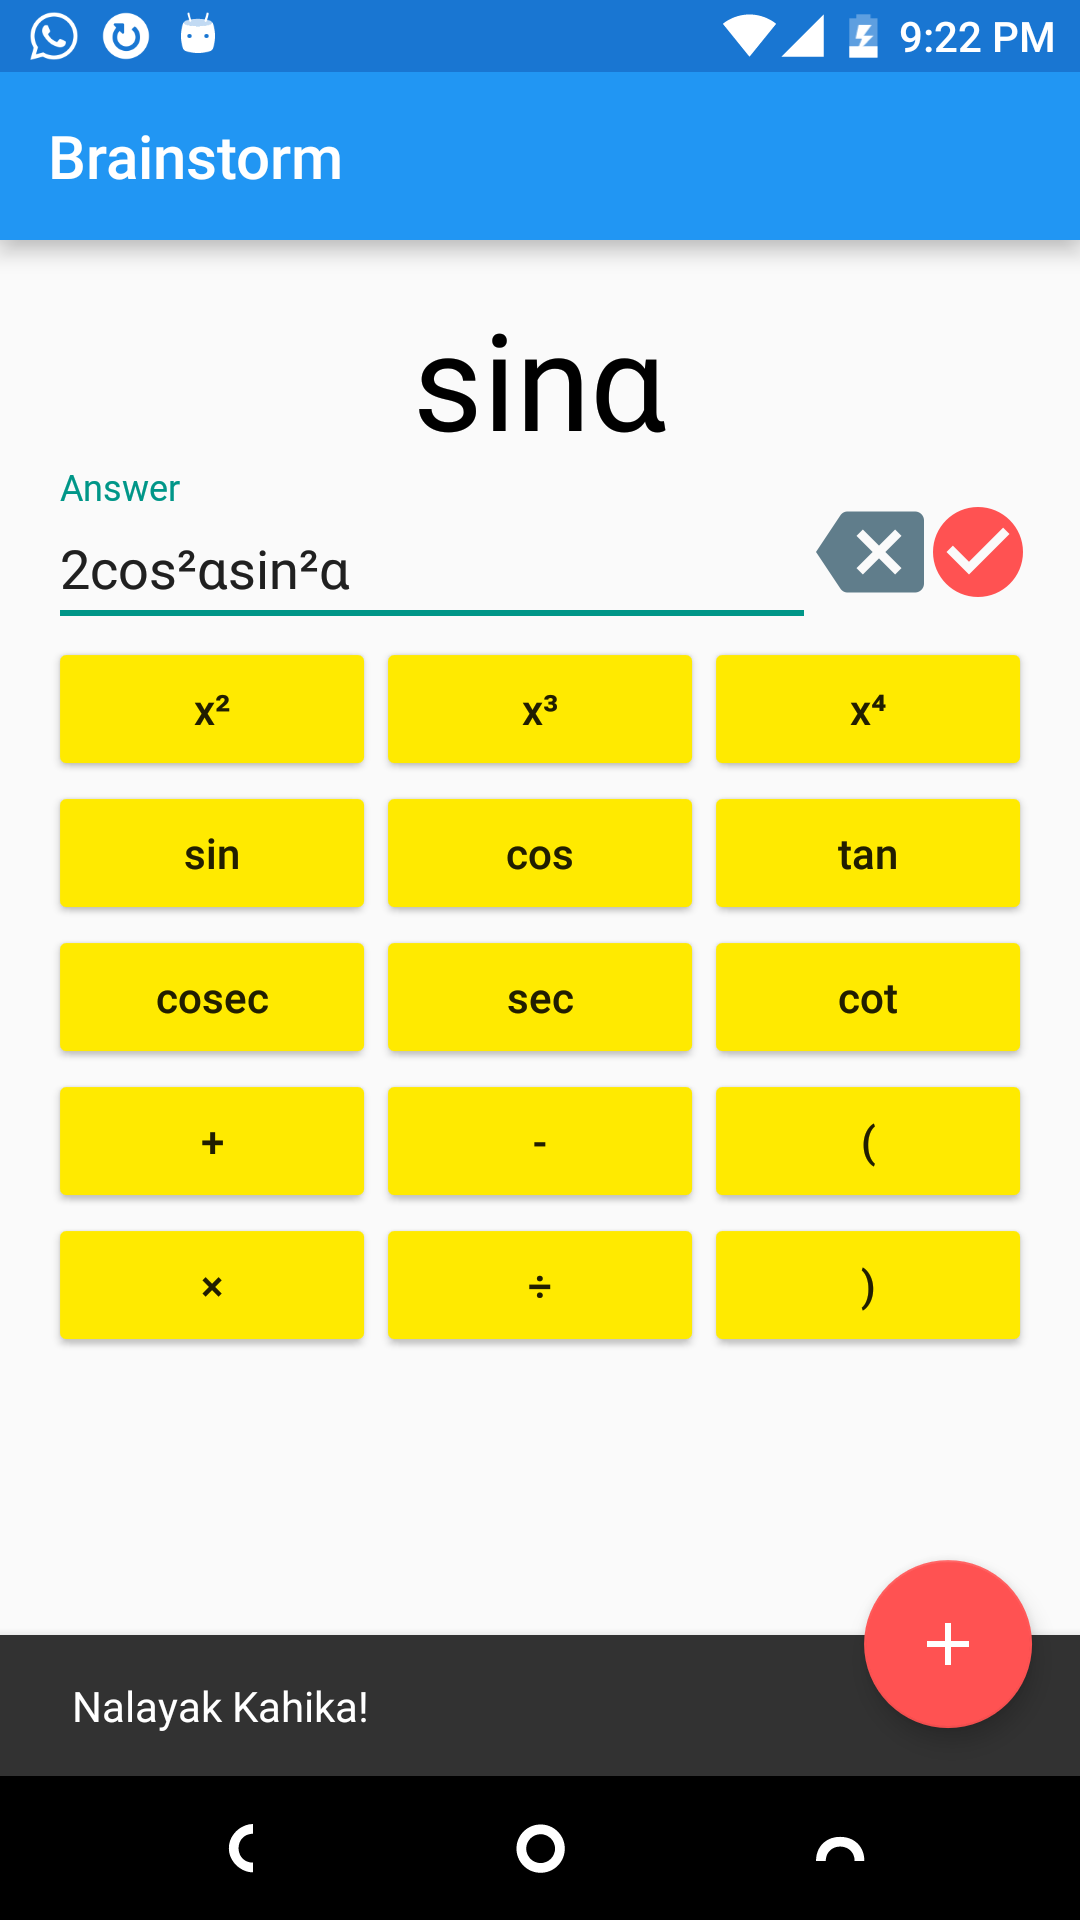 9:22 PM
Brainstorm
sinα
Answer
2cos²αsin²α
x² x³ x⁴
sin cos tan
cosec sec cot
+ - (
× ÷ )
Nalayak Kahika!